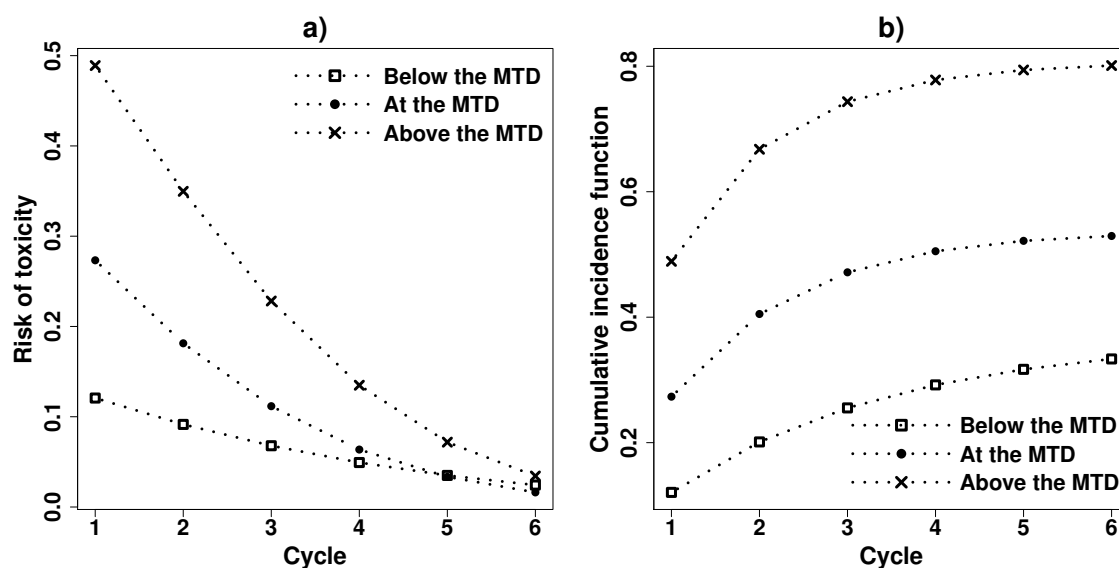 a)
Risk of toxicity
0.5
0.4
0.3
0.2
0.1
0.0
Below the MTD
At the MTD
Above the MTD
1 2 3 4 5 6
Cycle
b)
Cumulative incidence function
0.8
0.6
0.4
0.2
Below the MTD
At the MTD
Above the MTD
1 2 3 4 5 6
Cycle